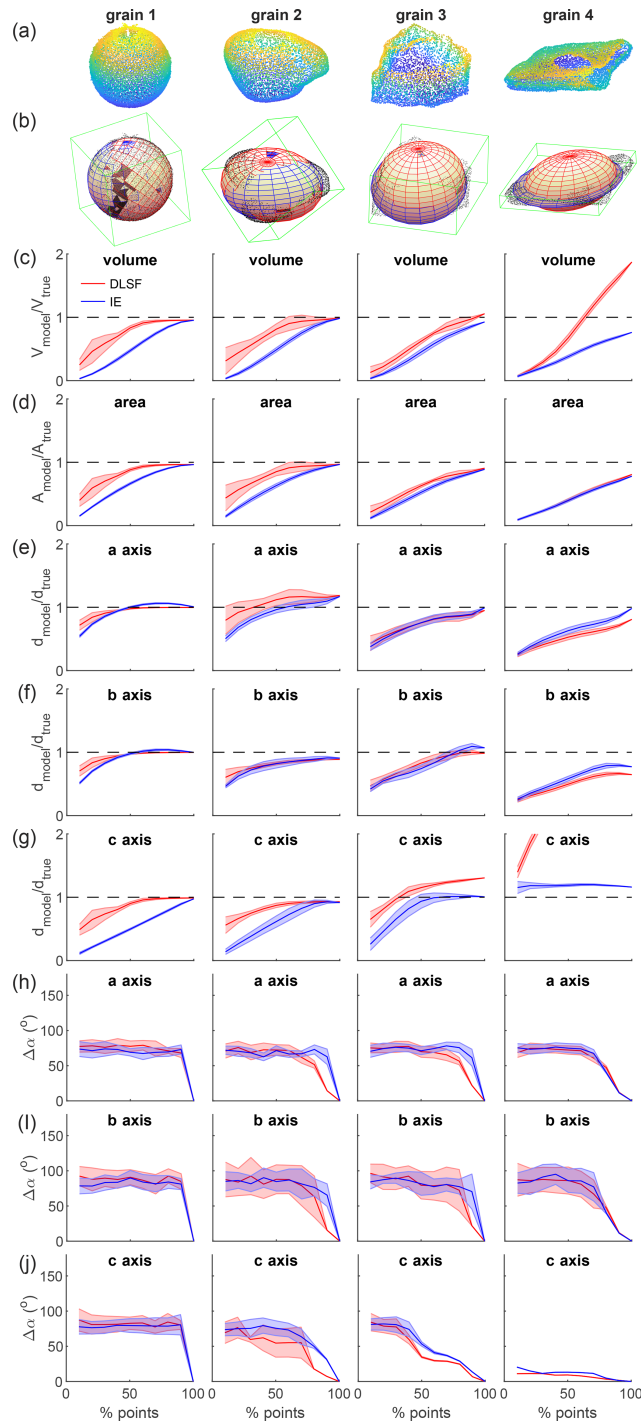 grain 1 grain 2 grain 3 grain 4
(a)
(b)
(c) volume volume volume volume
2 1 0
V_model/V_true
DLSF
IE
(d) area area area area
2 1 0
A_model/A_true
(e) a axis a axis a axis a axis
2 1 0
d_model/d_true
(f) b axis b axis b axis b axis
2 1 0
d_model/d_true
(g) c axis c axis c axis c axis
2 1 0
d_model/d_true
(h) a axis a axis a axis a axis
150 100 50 0
Δα (º)
(I) b axis b axis b axis b axis
150 100 50 0
Δα (º)
(j) c axis c axis c axis c axis
150 100 50 0
Δα (º)
0 50 100 0 50 100 0 50 100 0 50 100
% points % points % points % points